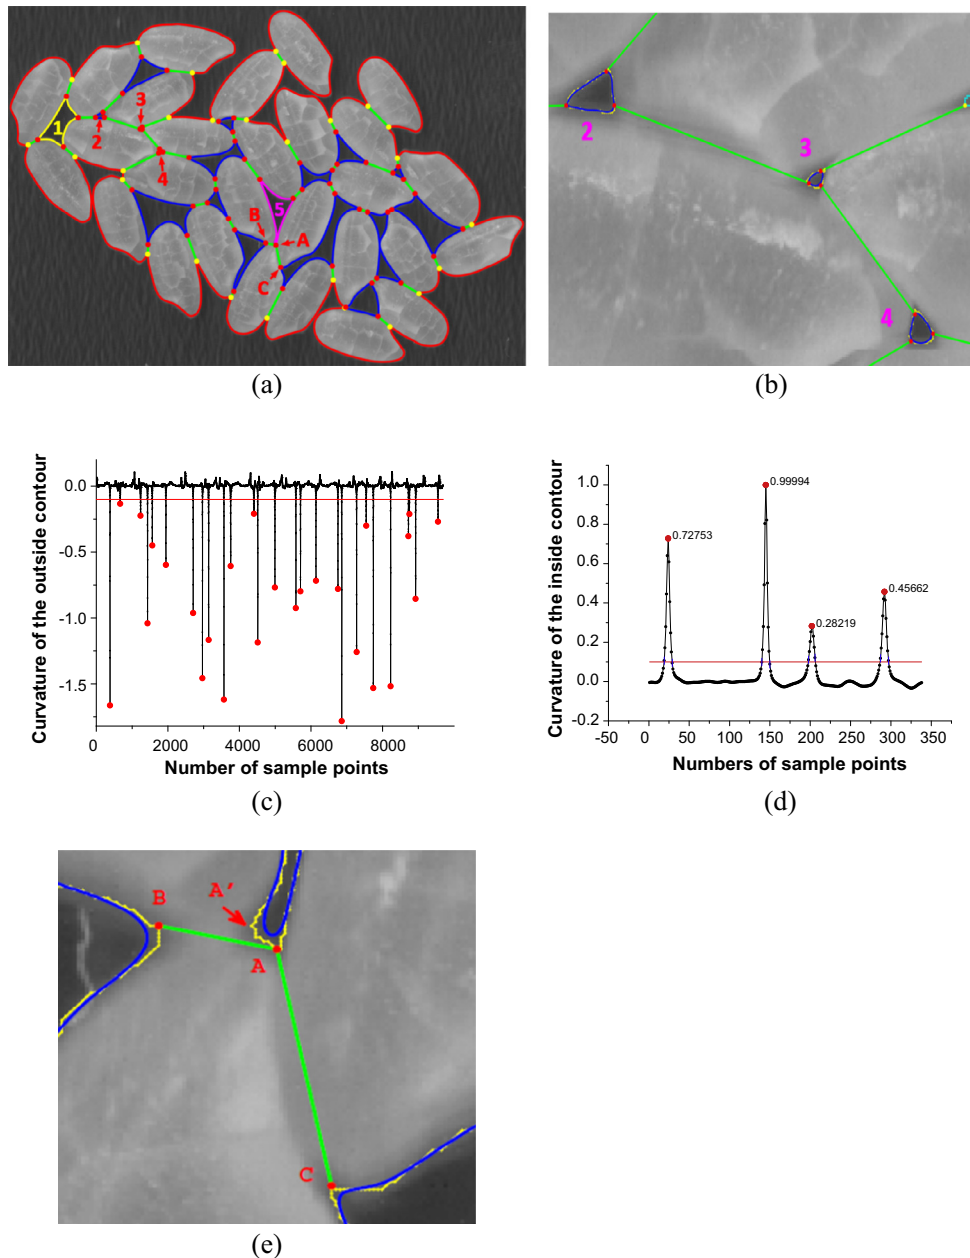 1
2
3
4
5
B
A
C
(a)
2
3
4
(b)
Curvature of the outside contour
0.0
-0.5
-1.0
-1.5
0
2000
4000
6000
8000
Number of sample points
(c)
Curvature of the inside contour
1.0
0.8
0.6
0.4
0.2
0.0
-0.2
0.72753
0.99994
0.28219
0.45662
-50
0
50
100
150
200
250
300
350
Numbers of sample points
(d)
B
A'
A
C
(e)